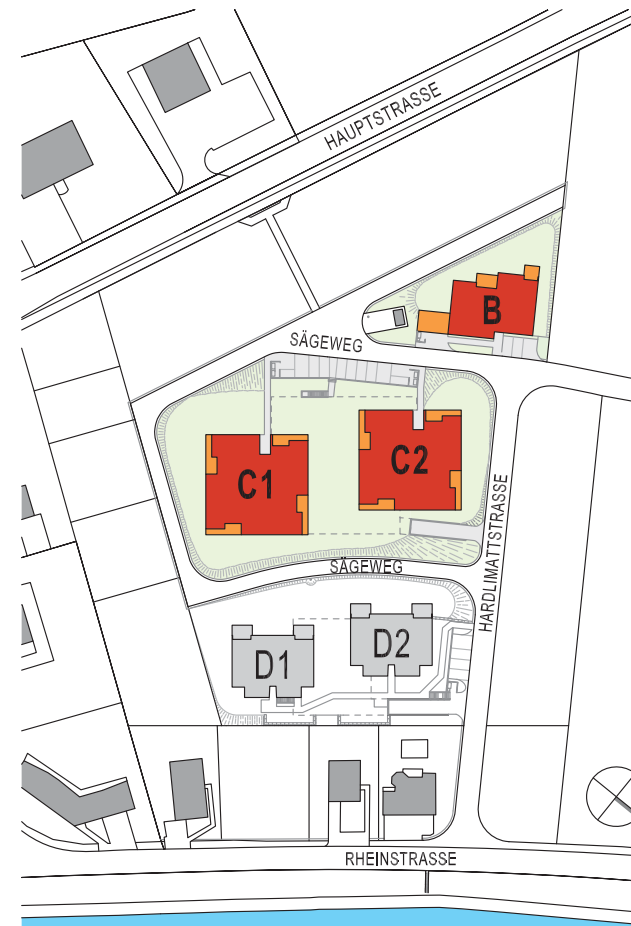 HAUPTSTRASSE
B
SÄGEWEG
C1
C2
HARDLIMATTSTRASSE
SÄGEWEG
D1
D2
RHEINSTRASSE